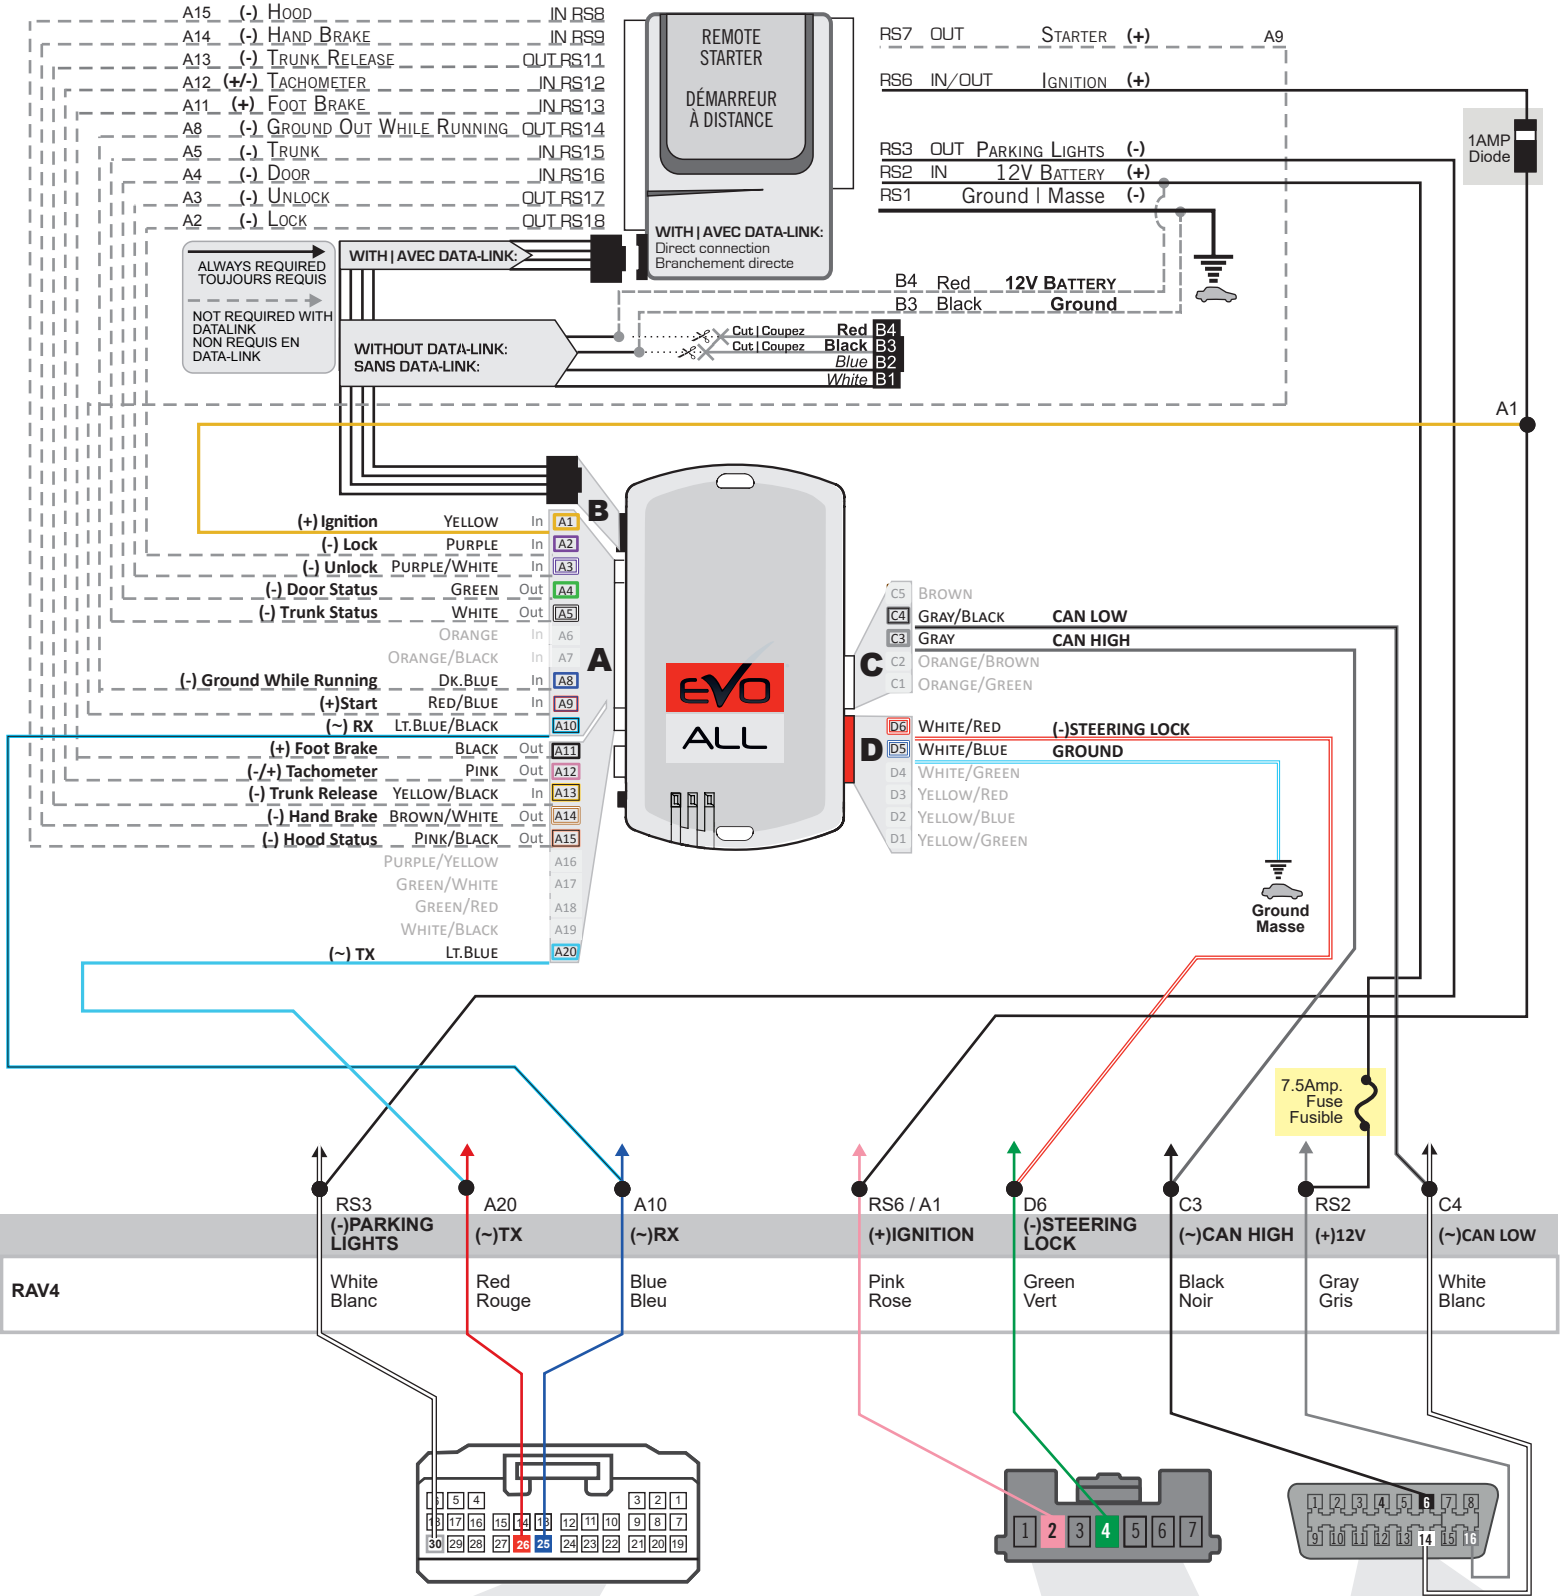 A15 (-) HOOD IN RS8
A14 (-) HAND BRAKE IN RS9
A13 (-) TRUNK RELEASE OUT RS11
A12 (+/-) TACHOMETER IN RS12
A11 (+) FOOT BRAKE IN RS13
A8 (-) GROUND OUT WHILE RUNNING OUT RS14
A5 (-) TRUNK IN RS15
A4 (-) DOOR IN RS16
A3 (-) UNLOCK OUT RS17
A2 (-) LOCK OUT RS18
REMOTE
STARTER
DÉMARREUR
À DISTANCE
WITH | AVEC DATA-LINK:
Direct connection
Branchement directe
RS7 OUT STARTER (+) A9
RS6 IN/OUT IGNITION (+)
RS3 OUT PARKING LIGHTS (-)
RS2 IN 12V BATTERY (+)
RS1 Ground | Masse (-)
1AMP
Diode
ALWAYS REQUIRED
TOUJOURS REQUIS
NOT REQUIRED WITH
DATALINK
NON REQUIS EN
DATA-LINK
WITH | AVEC DATA-LINK:
WITHOUT DATA-LINK:
SANS DATA-LINK:
B4 Red 12V BATTERY
B3 Black Ground
Cut | Coupez Red B4
Cut | Coupez Black B3
Blue B2
White B1
A1
B
(+) Ignition YELLOW In A1
(-) Lock PURPLE In A2
(-) Unlock PURPLE/WHITE In A3
(-) Door Status GREEN Out A4
(-) Trunk Status WHITE Out A5
ORANGE In A6
ORANGE/BLACK In A7
(-) Ground While Running DK.BLUE In A8
(+)Start RED/BLUE In A9
(~) RX LT.BLUE/BLACK A10
(+) Foot Brake BLACK Out A11
(-/+) Tachometer PINK Out A12
(-) Trunk Release YELLOW/BLACK In A13
(-) Hand Brake BROWN/WHITE Out A14
(-) Hood Status PINK/BLACK Out A15
PURPLE/YELLOW A16
GREEN/WHITE A17
GREEN/RED A18
WHITE/BLACK A19
(~) TX LT.BLUE A20
A
EVO
ALL
C
C5 BROWN
C4 GRAY/BLACK CAN LOW
C3 GRAY CAN HIGH
C2 ORANGE/BROWN
C1 ORANGE/GREEN
D
D6 WHITE/RED (-)STEERING LOCK
D5 WHITE/BLUE GROUND
D4 WHITE/GREEN
D3 YELLOW/RED
D2 YELLOW/BLUE
D1 YELLOW/GREEN
Ground
Masse
7.5Amp.
Fuse
Fusible
RS3 A20 A10 RS6 / A1 D6 C3 RS2 C4
(-)PARKING
LIGHTS
(~)TX
(~)RX
(+)IGNITION
(-)STEERING
LOCK
(~)CAN HIGH
(+)12V
(~)CAN LOW
RAV4
White
Blanc
Red
Rouge
Blue
Bleu
Pink
Rose
Green
Vert
Black
Noir
Gray
Gris
White
Blanc
6 5 4 3 2 1
18 17 16 15 14 13 12 11 10 9 8 7
30 29 28 27 26 25 24 23 22 21 20 19
1 2 3 4 5 6 7
1 2 3 4 5 6 7 8
9 10 11 12 13 14 15 16